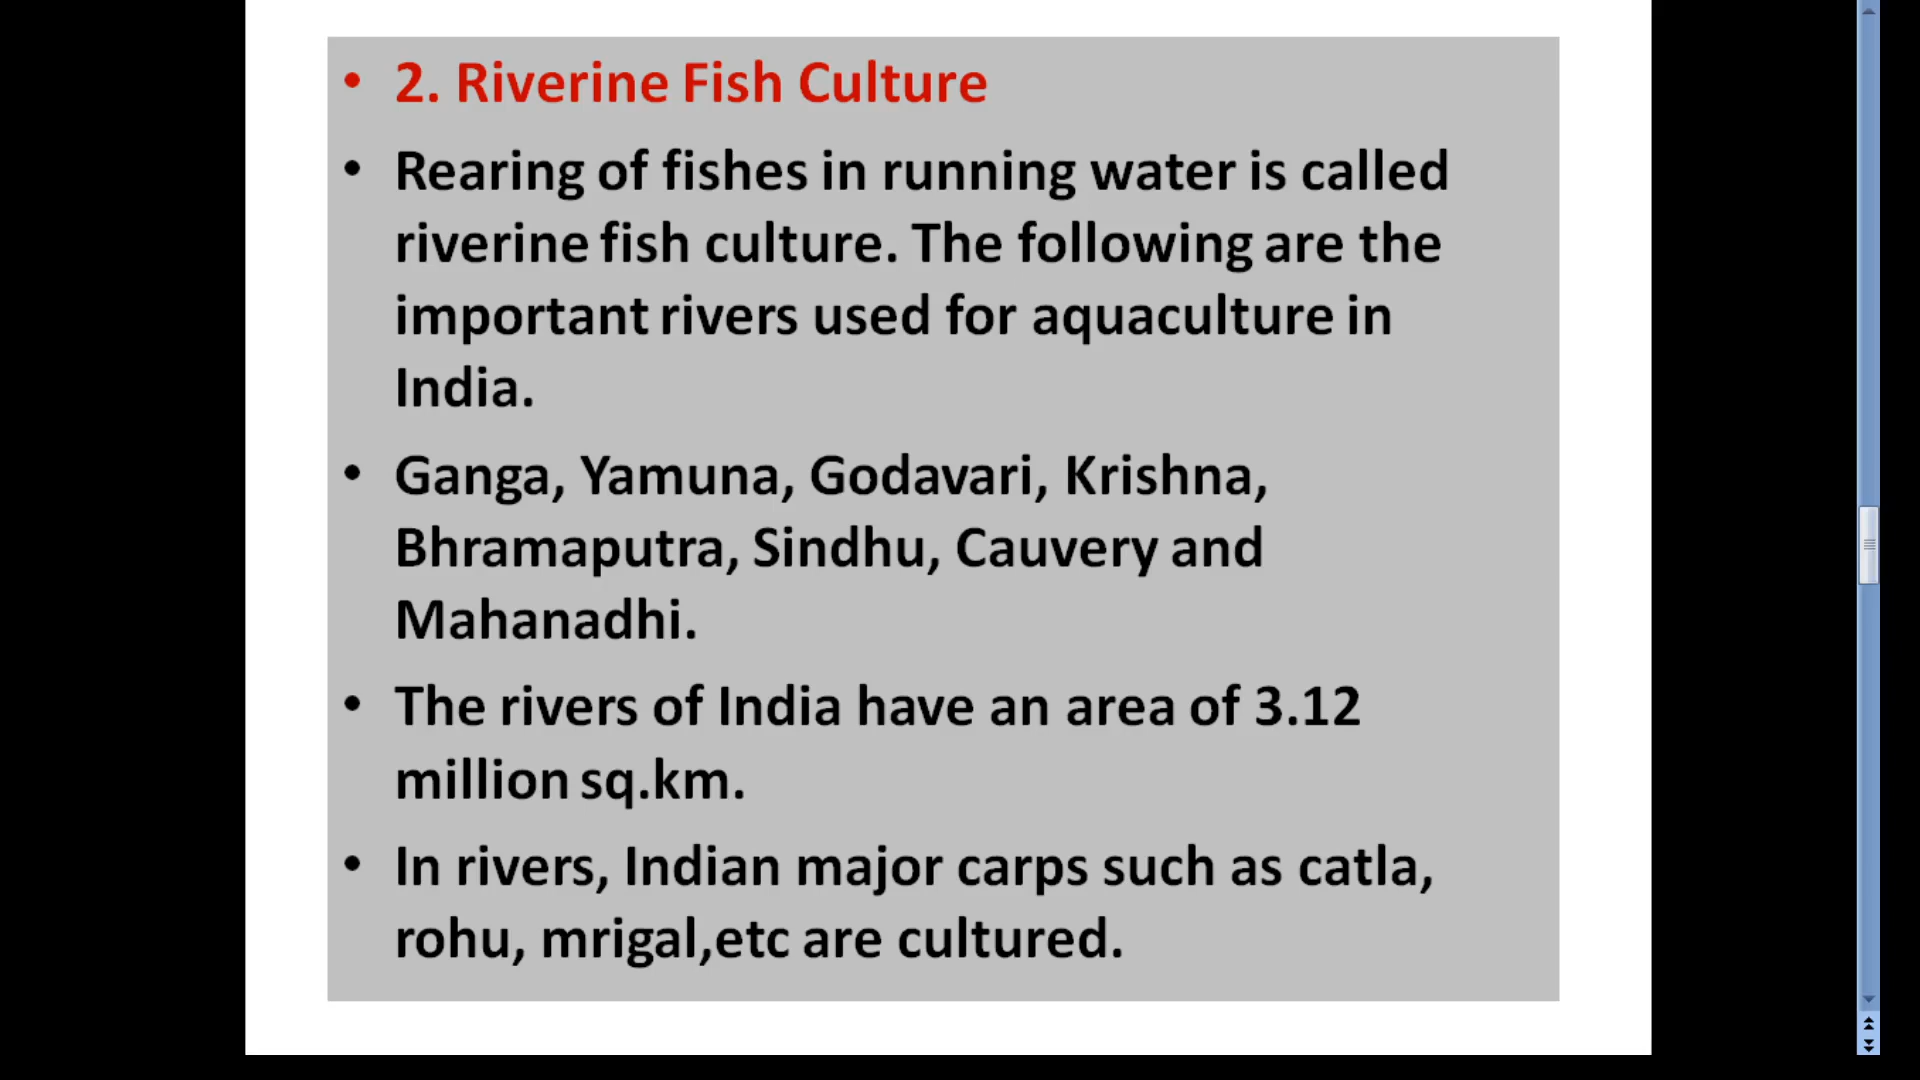 • 2. Riverine Fish Culture
• Rearing of fishes in running water is called
riverine fish culture. The following are the
important rivers used for aquaculture in
India.
• Ganga, Yamuna, Godavari, Krishna,
Bhramaputra, Sindhu, Cauvery and
Mahanadhi.
• The rivers of India have an area of 3.12
million sq.km.
• In rivers, Indian major carps such as catla,
rohu, mrigal,etc are cultured.